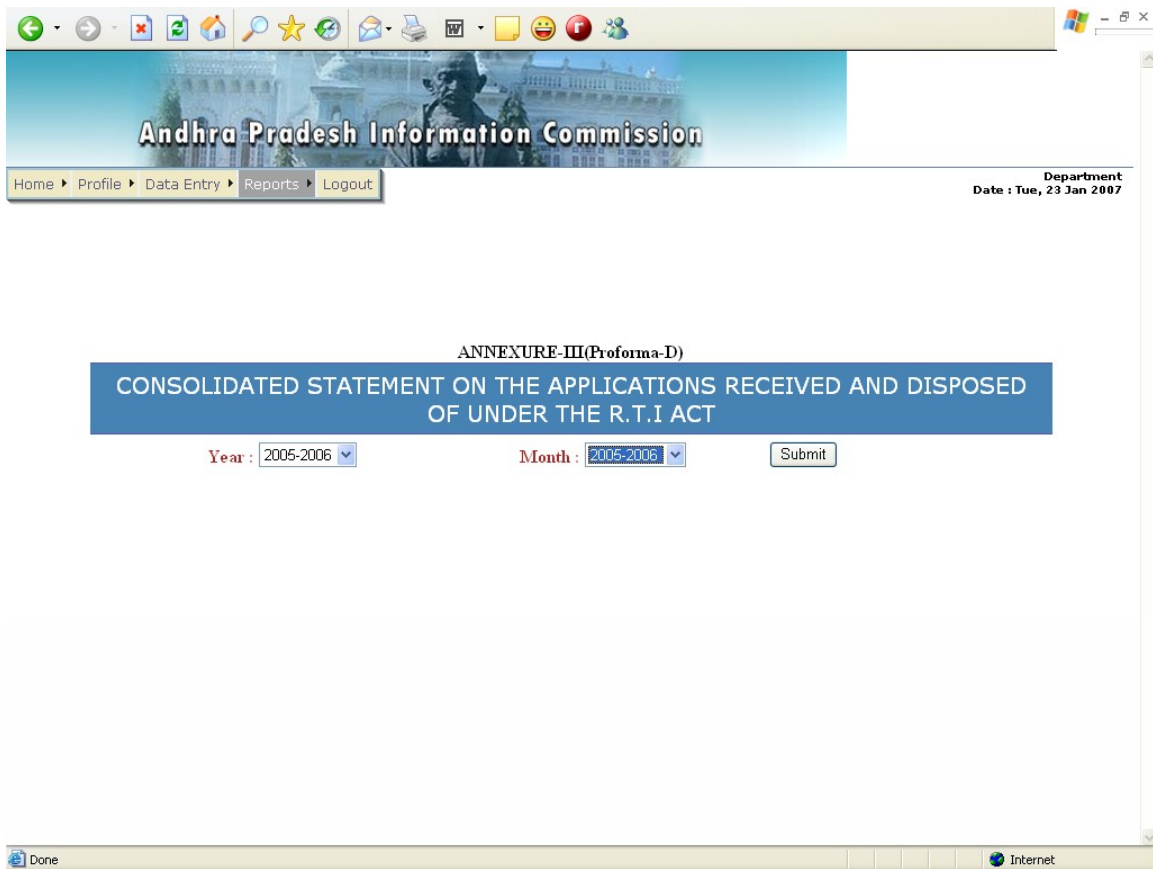 Andhra Pradesh Information Commission
Home Profile Data Entry Reports Logout
Department
Date : Tue, 23 Jan 2007
ANNEXURE-III(Proforma-D)
CONSOLIDATED STATEMENT ON THE APPLICATIONS RECEIVED AND DISPOSED
OF UNDER THE R.T.I ACT
Year : 2005-2006 Month : 2005-2006 Submit
Done Internet